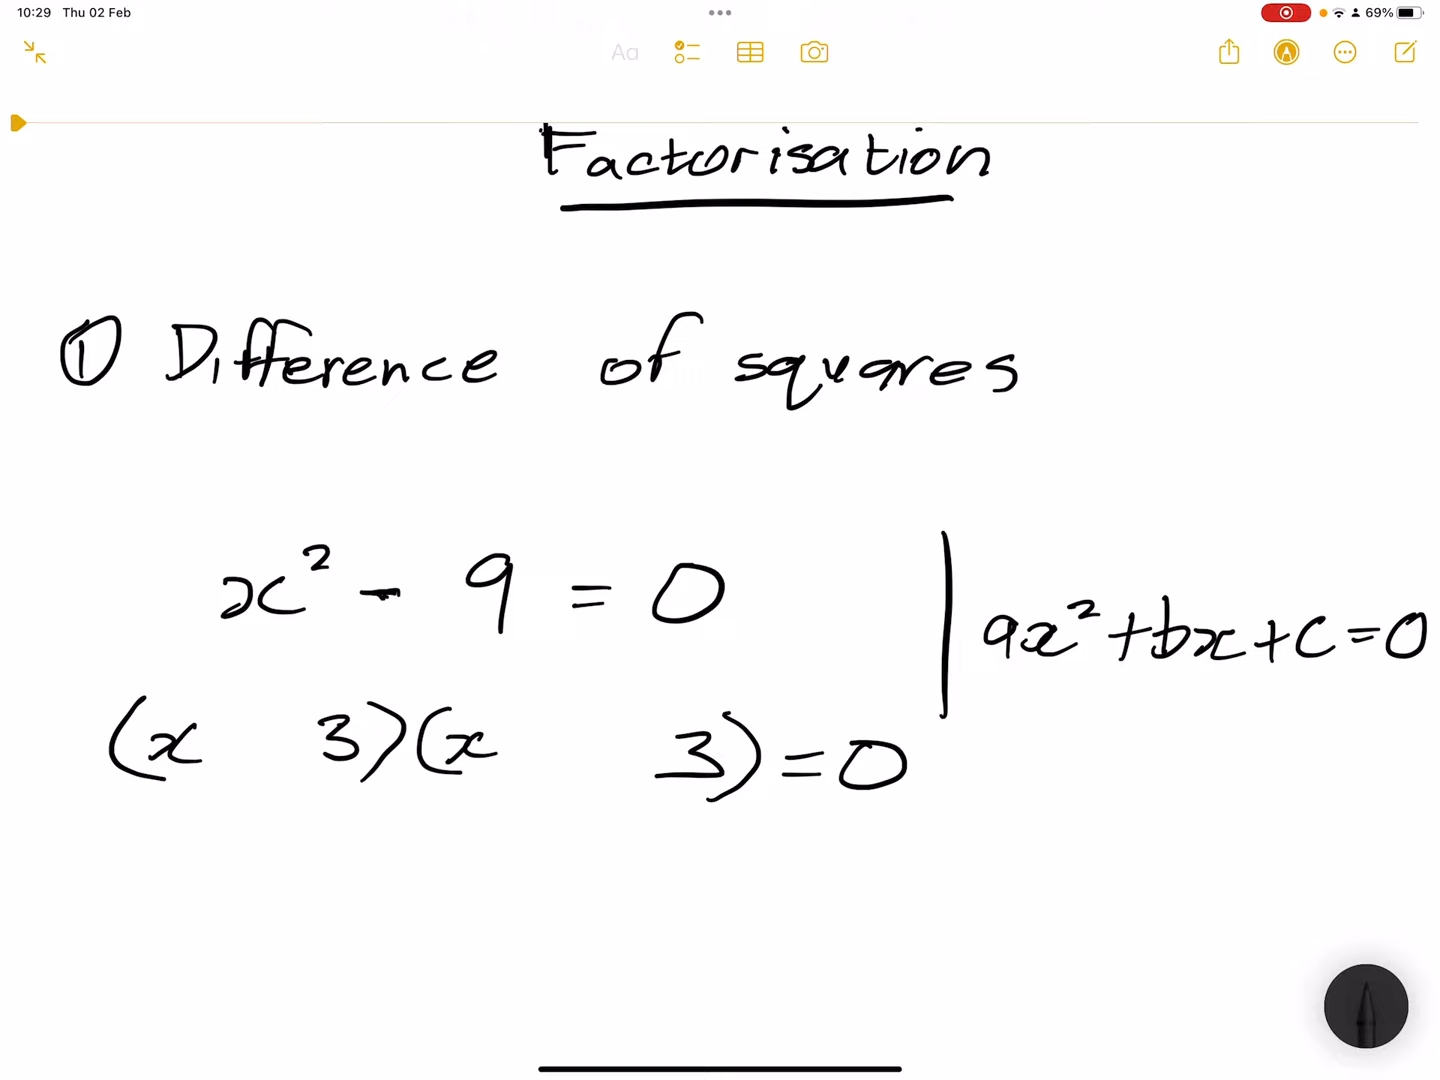 10:29 Thu 02 Feb
69%
Aa
Factorisation
① Difference of squares
x² - 9 = 0
ax² + bx + c = 0
(x 3)(x 3) = 0